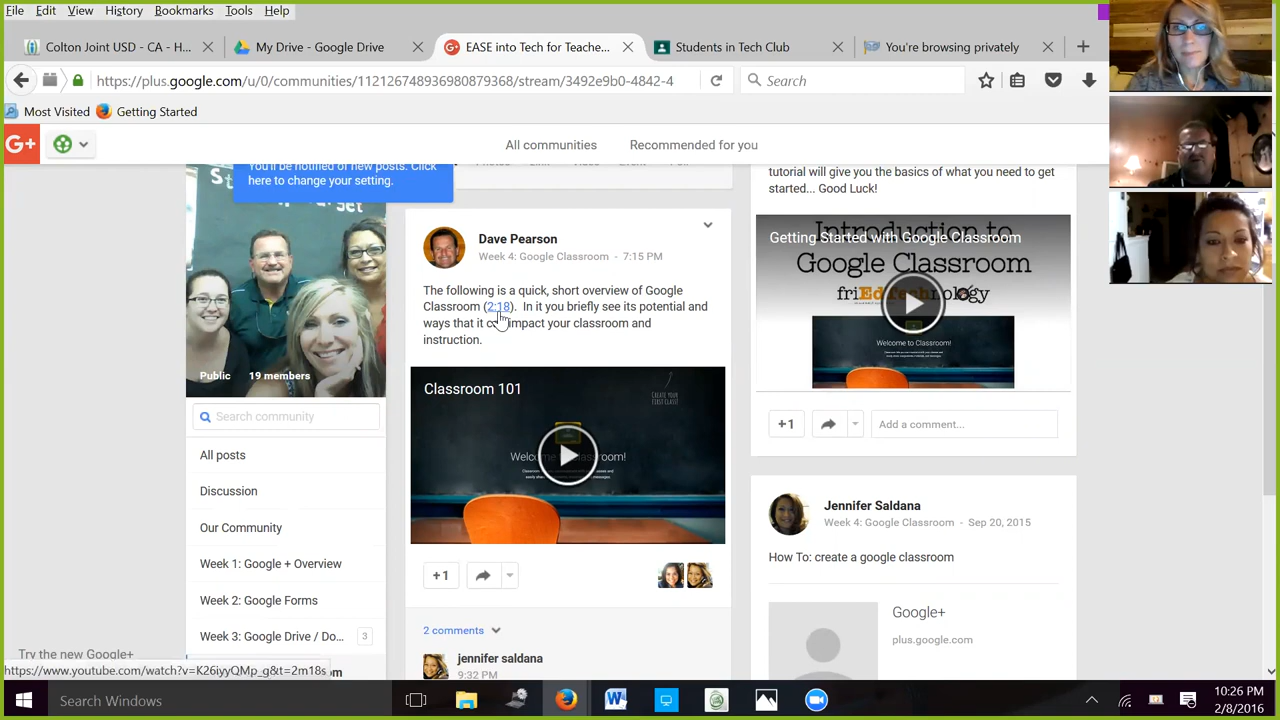 File Edit View History Bookmarks Tools Help
Colton Joint USD - CA - H...
My Drive - Google Drive
EASE into Tech for Teache...
Students in Tech Club
You're browsing privately
https://plus.google.com/u/0/communities/112126748936980879368/stream/3492e9b0-4842-4
Search
Most Visited
Getting Started
G+
All communities
Recommended for you
You'll be notified of new posts. Click
here to change your setting.
Set
Public
19 members
Search community
All posts
Discussion
Our Community
Week 1: Google + Overview
Week 2: Google Forms
Week 3: Google Drive / Do...
3
Try the new Google+
https://www.youtube.com/watch?v=K26iyyQMp_g&t=2m18s
Dave Pearson
Week 4: Google Classroom - 7:15 PM
The following is a quick, short overview of Google
Classroom (2:18). In it you briefly see its potential and
ways that it impact your classroom and
instruction.
Classroom 101
CREATE YOUR
FIRST CLASS!
Welcome to Classroom!
+1
2 comments
jennifer saldana
9:32 PM
tutorial will give you the basics of what you need to get
started... Good Luck!
Getting Started with Google Classroom
Introduction to
Google Classroom
friEdTechnology
Welcome to Classroom!
+1
Add a comment...
Jennifer Saldana
Week 4: Google Classroom - Sep 20, 2015
How To: create a google classroom
Google+
plus.google.com
Search Windows
10:26 PM
2/8/2016